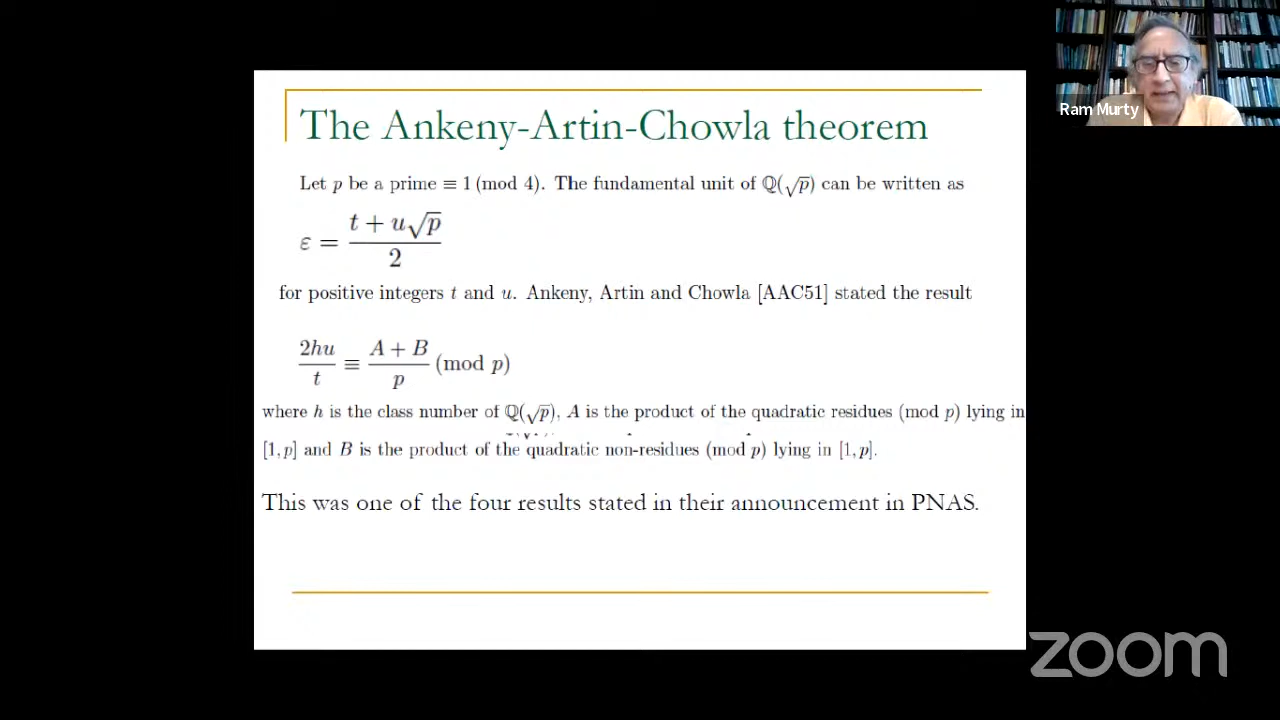 The Ankeny-Artin-Chowla theorem
Ram Murty
Let p be a prime ≡ 1 (mod 4). The fundamental unit of ℚ(√p) can be written as
ε = (t + u√p)/2
for positive integers t and u. Ankeny, Artin and Chowla [AAC51] stated the result
2hu/t ≡ (A + B)/p (mod p)
where h is the class number of ℚ(√p), A is the product of the quadratic residues (mod p) lying in
[1, p] and B is the product of the quadratic non-residues (mod p) lying in [1, p].
This was one of the four results stated in their announcement in PNAS.
zoom